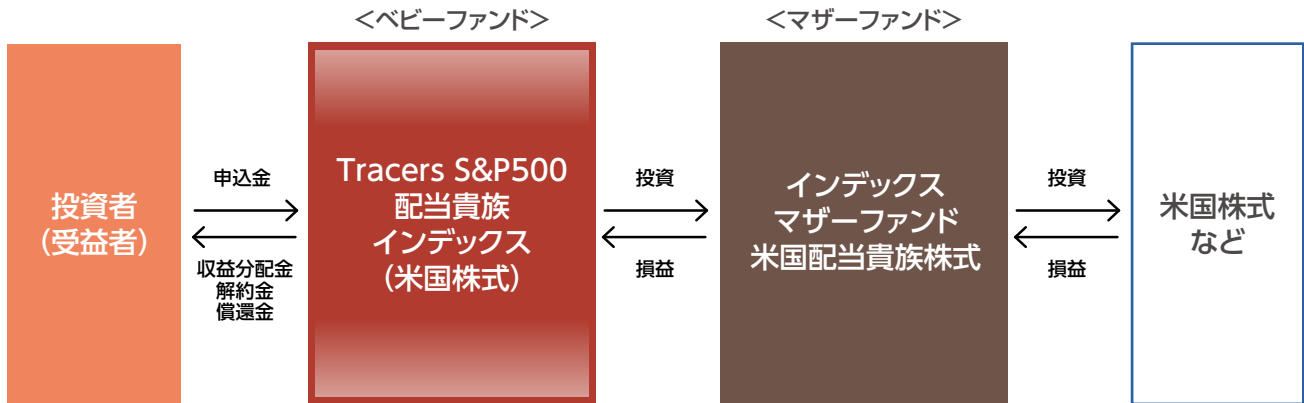 ＜ベビーファンド＞
＜マザーファンド＞
投資者
（受益者）
申込金
収益分配金
解約金
償還金
Tracers S&P500
配当貴族
インデックス
（米国株式）
投資
損益
インデックス
マザーファンド
米国配当貴族株式
投資
損益
米国株式
など